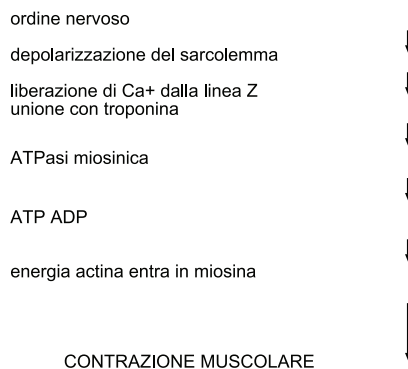 ordine nervoso
depolarizzazione del sarcolemma
liberazione di Ca+ dalla linea Z
unione con troponina
ATPasi miosinica
ATP ADP
energia actina entra in miosina
CONTRAZIONE MUSCOLARE